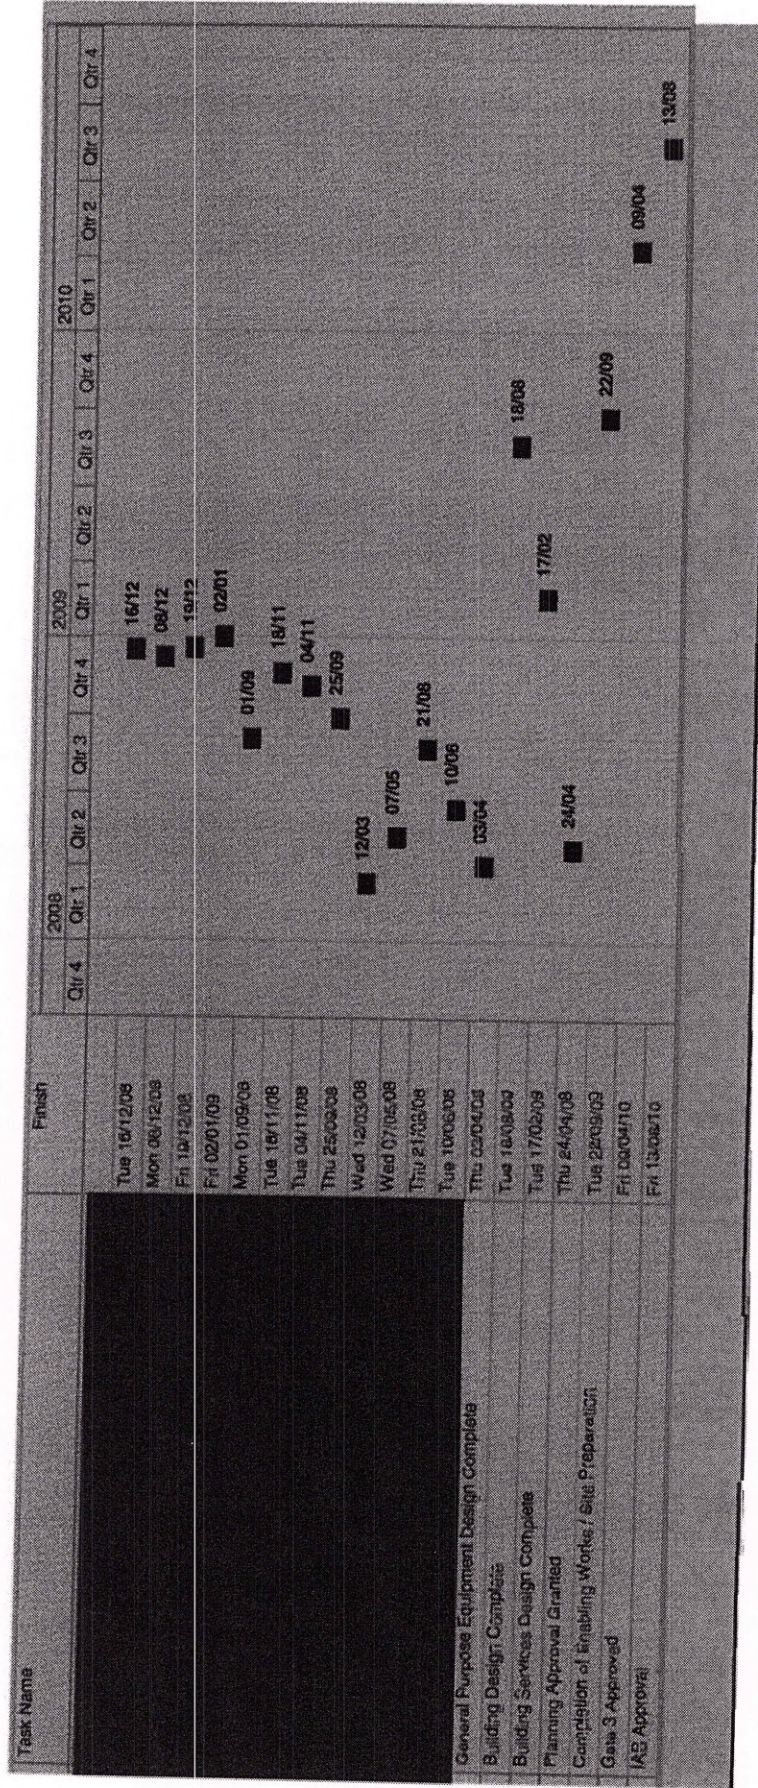 Task Name Finish 2008 2009 2010
Qtr 4 Qtr 1 Qtr 2 Qtr 3 Qtr 4 Qtr 1 Qtr 2 Qtr 3 Qtr 4 Qtr 1 Qtr 2 Qtr 3 Qtr 4
Tue 16/12/08 16/12
Mon 08/12/08 08/12
Fri 19/12/08 19/12
Fri 02/01/09 02/01
Mon 01/09/08 01/09
Tue 18/11/08 18/11
Tue 04/11/08 04/11
Thu 25/09/08 25/09
Wed 12/03/08 12/03
Wed 07/05/08 07/05
Thu 21/08/08 21/08
Tue 10/06/08 10/06
General Purpose Equipment Design Complete Thu 03/04/08 03/04
Building Design Complete Tue 18/08/09 18/08
Building Services Design Complete Tue 17/02/09 17/02
Planning Approval Granted Thu 24/04/08 24/04
Completion of Enabling Works / Site Preparation Tue 22/09/09 22/09
Gate 3 Approved Fri 09/04/10 09/04
IAB Approval Fri 13/08/10 13/08